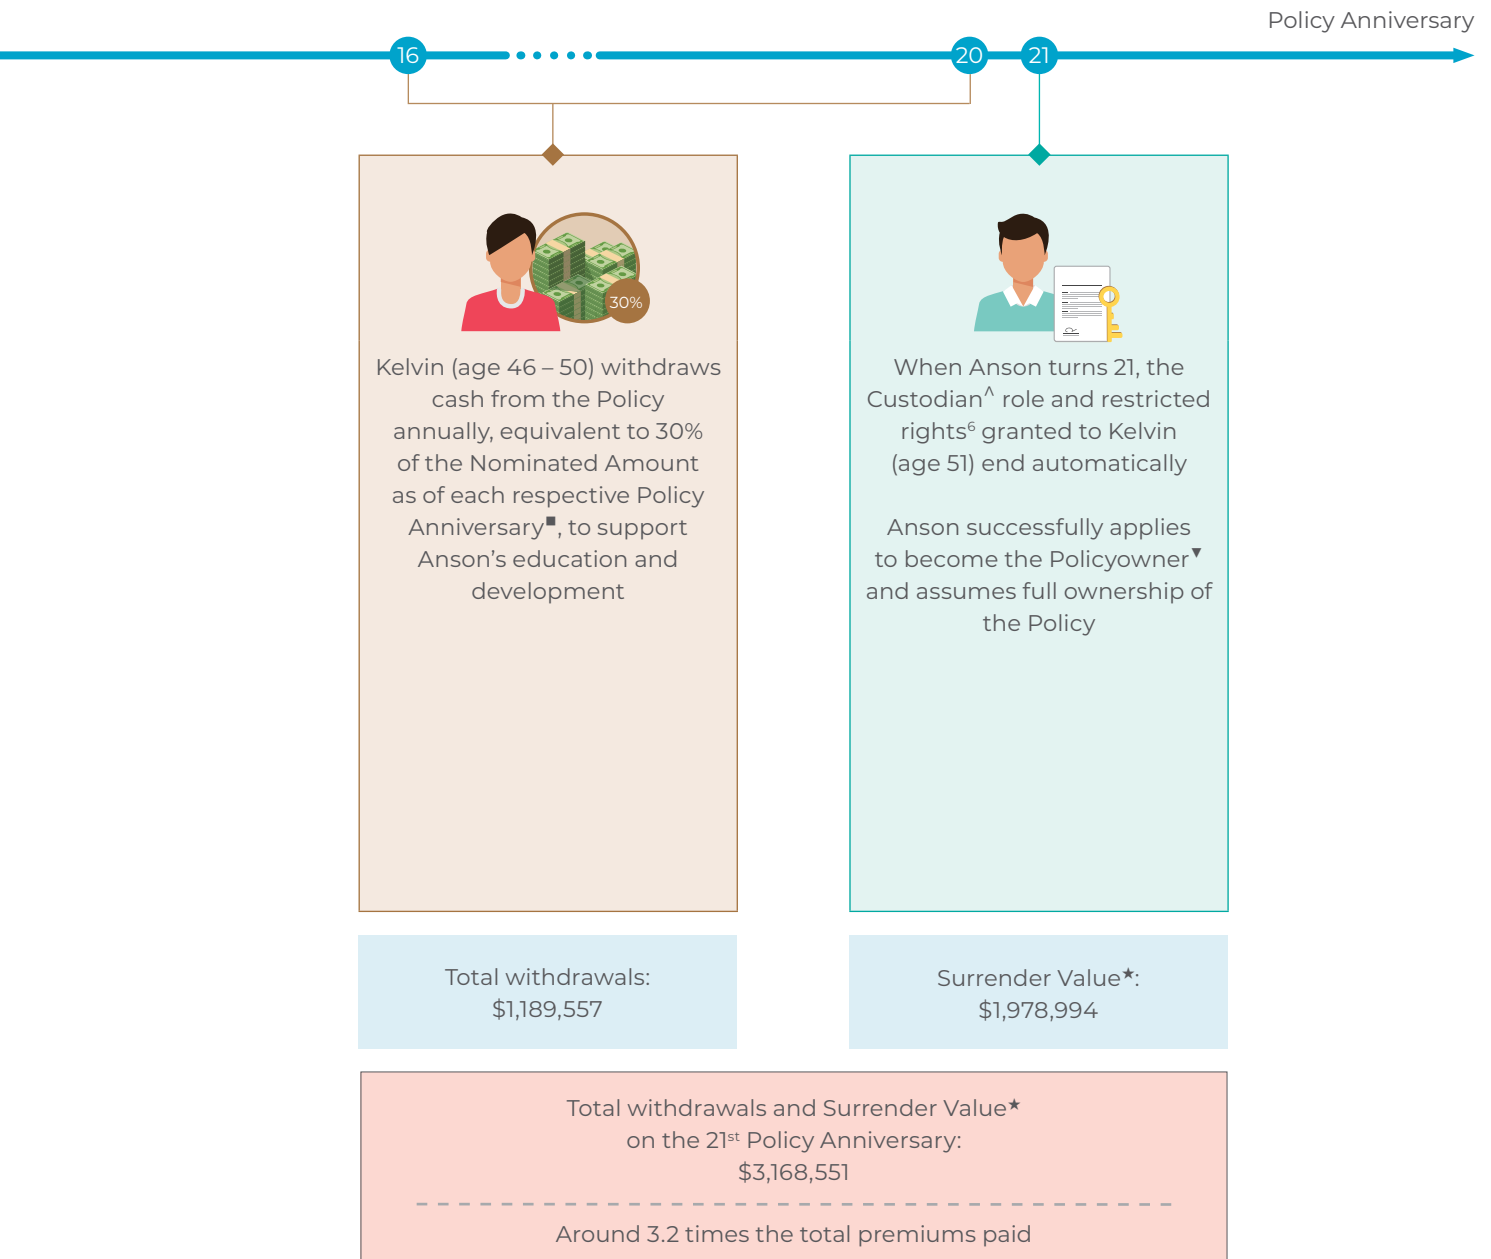 Policy Anniversary
16
20
21
30%
Kelvin (age 46 – 50) withdraws
cash from the Policy
annually, equivalent to 30%
of the Nominated Amount
as of each respective Policy
Anniversary■, to support
Anson’s education and
development
When Anson turns 21, the
Custodian^ role and restricted
rights⁶ granted to Kelvin
(age 51) end automatically
Anson successfully applies
to become the Policyowner▼
and assumes full ownership of
the Policy
Total withdrawals:
$1,189,557
Surrender Value★:
$1,978,994
Total withdrawals and Surrender Value★
on the 21st Policy Anniversary:
$3,168,551
Around 3.2 times the total premiums paid